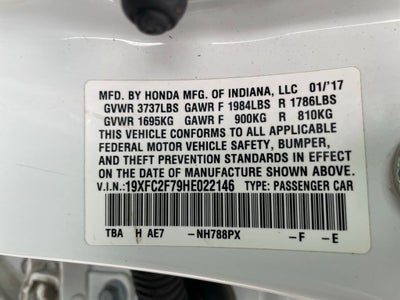 MFD. BY HONDA MFG. OF INDIANA, LLC 01/'17
GVWR 3737LBS GAWR F 1984LBS R 1786LBS
GVWR 1695KG GAWR F 900KG R 810KG
THIS VEHICLE CONFORMS TO ALL APPLICABLE
FEDERAL MOTOR VEHICLE SAFETY, BUMPER,
AND THEFT PREVENTION STANDARDS IN EFFECT
ON THE DATE OF MANUFACTURE SHOWN ABOVE.
V.I.N.: 19XFC2F79HE022146 TYPE: PASSENGER CAR
TBA H AE7 -NH788PX -F -E